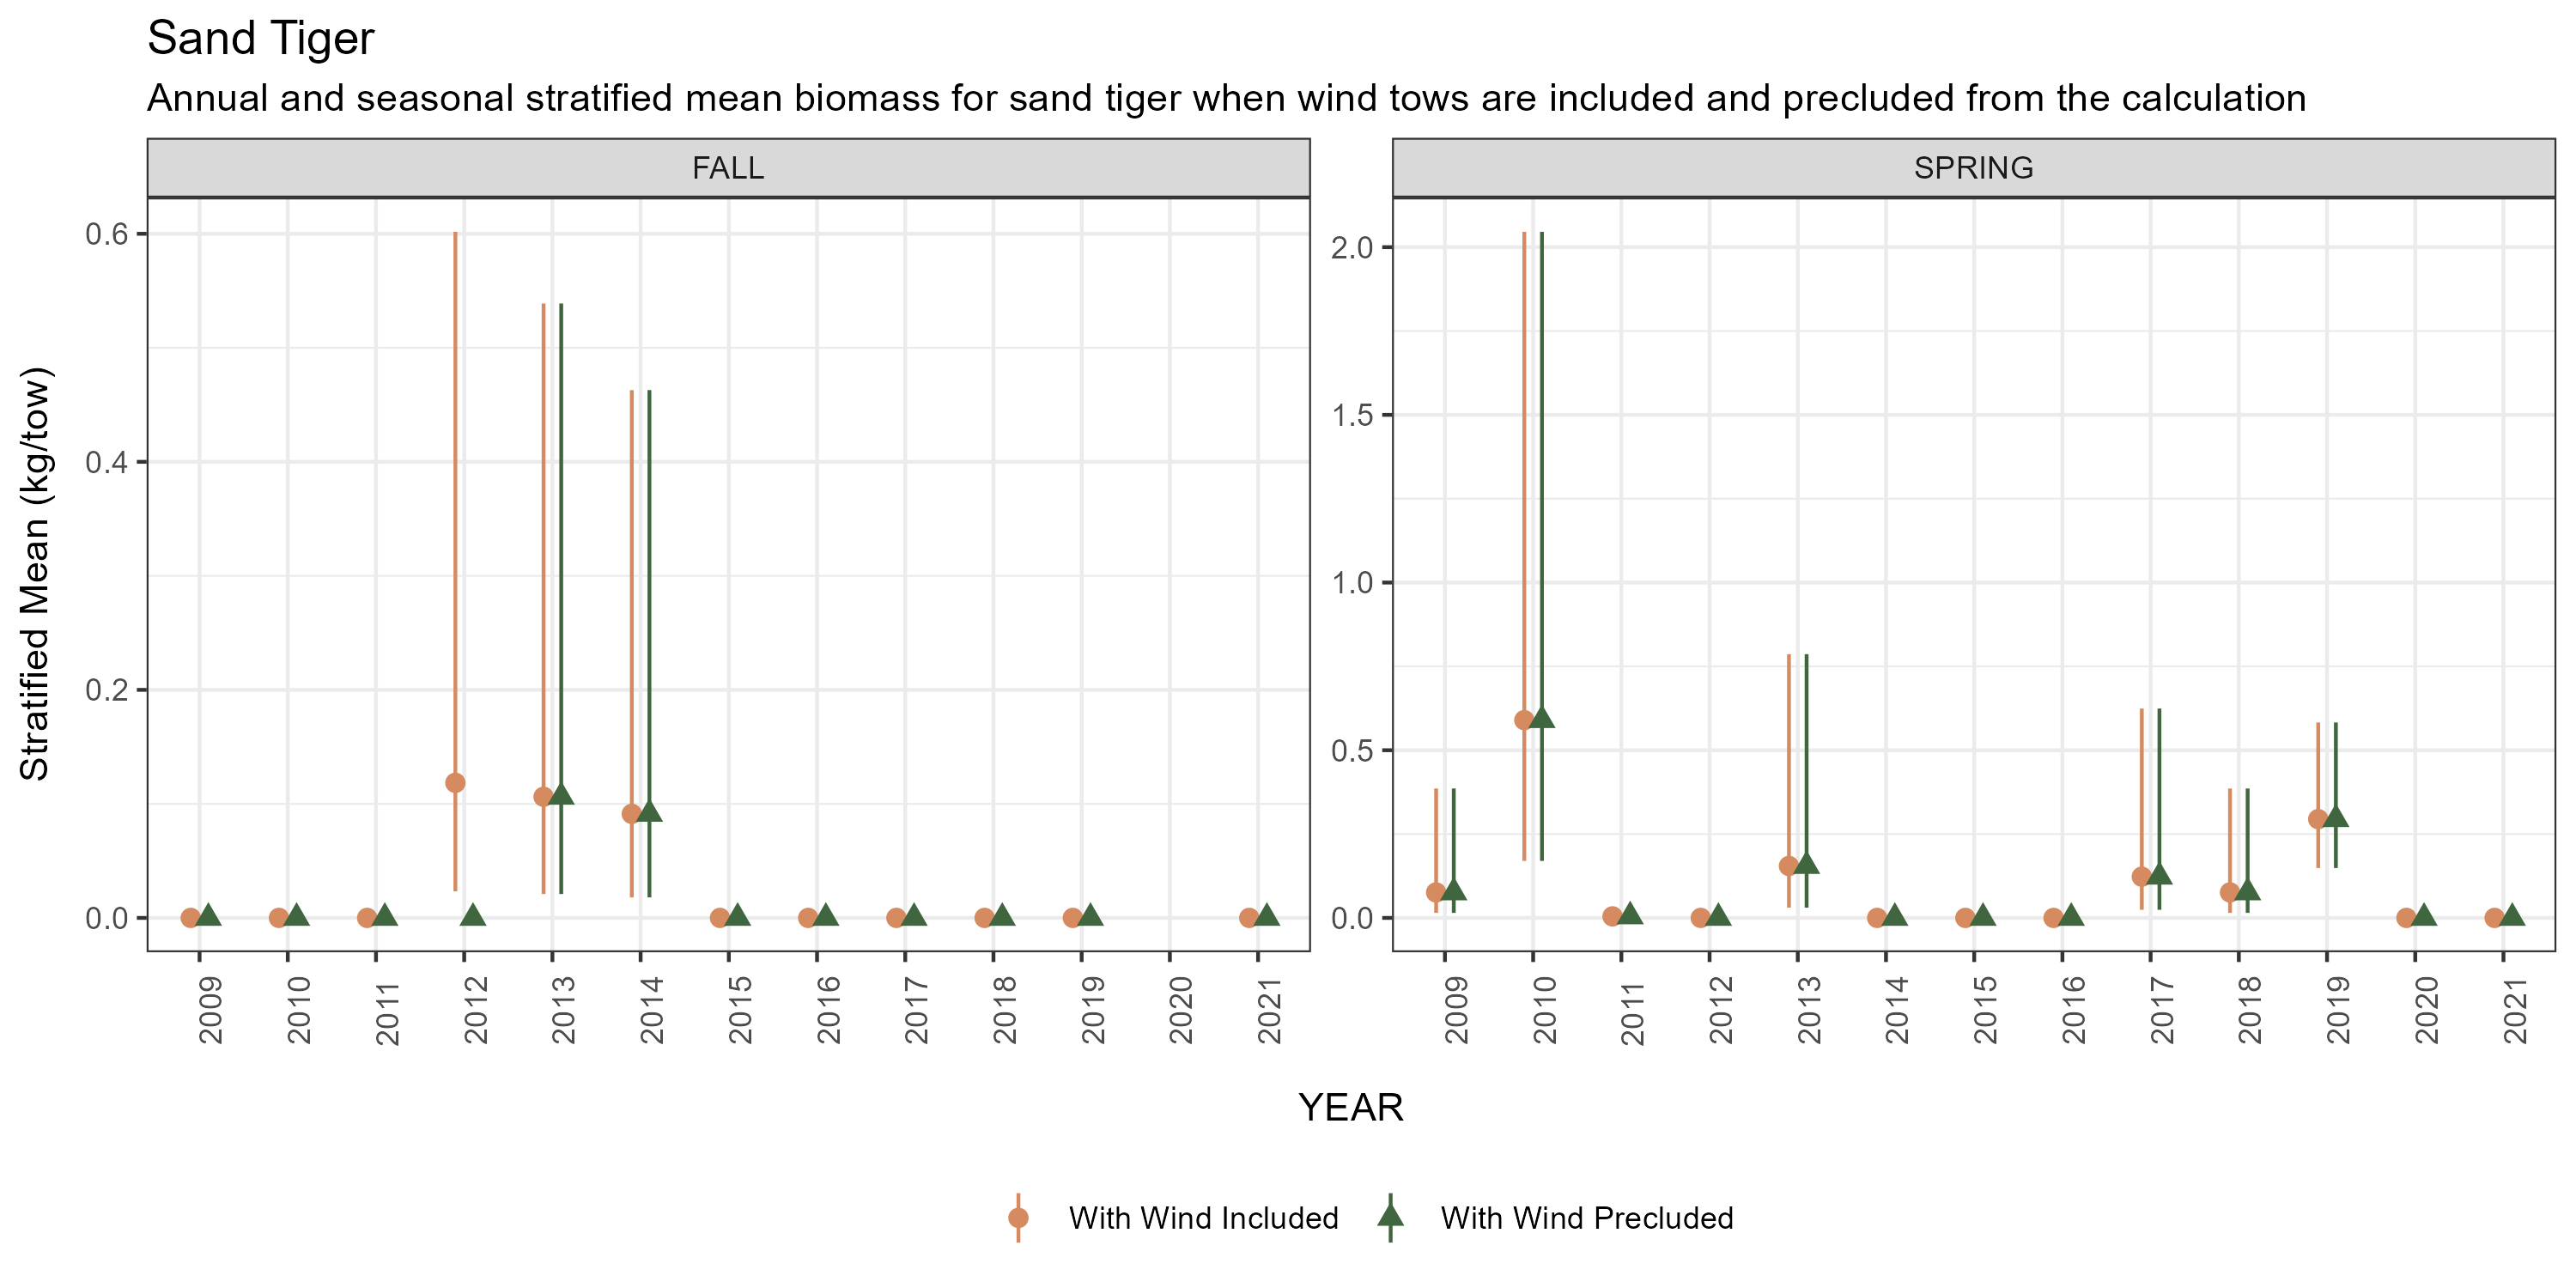 Sand Tiger
Annual and seasonal stratified mean biomass for sand tiger when wind tows are included and precluded from the calculation
FALL
SPRING
Stratified Mean (kg/tow)
0.6
0.4
0.2
0.0
2.0
1.5
1.0
0.5
0.0
2009 2010 2011 2012 2013 2014 2015 2016 2017 2018 2019 2020 2021
2009 2010 2011 2012 2013 2014 2015 2016 2017 2018 2019 2020 2021
YEAR
With Wind Included
With Wind Precluded